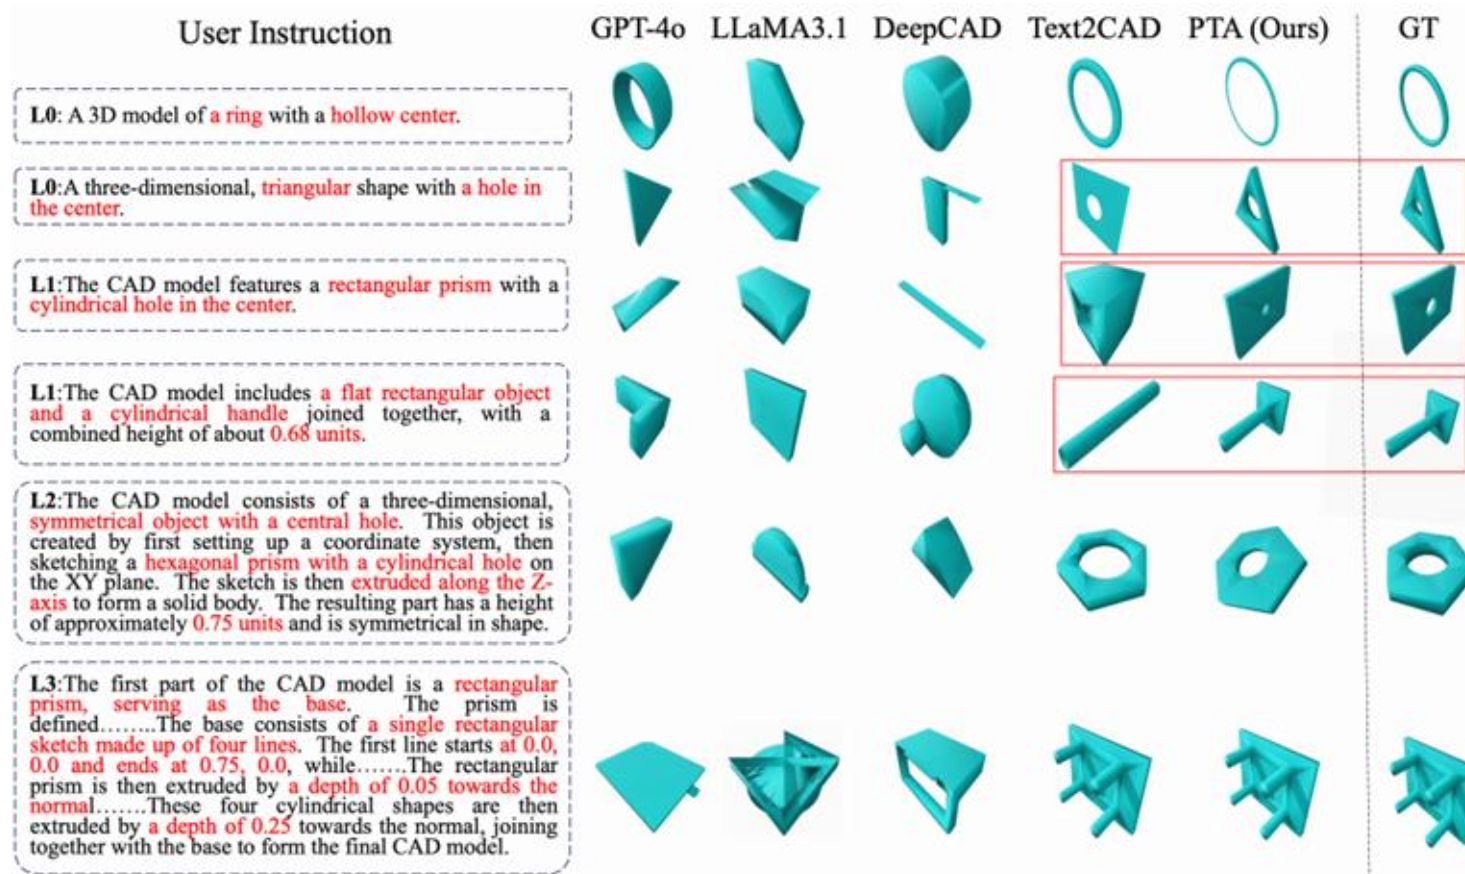 User Instruction
GPT-4o LLaMA3.1 DeepCAD Text2CAD PTA (Ours) GT
L0: A 3D model of a ring with a hollow center.
L0:A three-dimensional, triangular shape with a hole in
the center.
L1:The CAD model features a rectangular prism with a
cylindrical hole in the center.
L1:The CAD model includes a flat rectangular object
and a cylindrical handle joined together, with a
combined height of about 0.68 units.
L2:The CAD model consists of a three-dimensional,
symmetrical object with a central hole. This object is
created by first setting up a coordinate system, then
sketching a hexagonal prism with a cylindrical hole on
the XY plane. The sketch is then extruded along the Z-
axis to form a solid body. The resulting part has a height
of approximately 0.75 units and is symmetrical in shape.
L3:The first part of the CAD model is a rectangular
prism, serving as the base. The prism is
defined……..The base consists of a single rectangular
sketch made up of four lines. The first line starts at 0.0,
0.0 and ends at 0.75, 0.0, while…….The rectangular
prism is then extruded by a depth of 0.05 towards the
normal…….These four cylindrical shapes are then
extruded by a depth of 0.25 towards the normal, joining
together with the base to form the final CAD model.